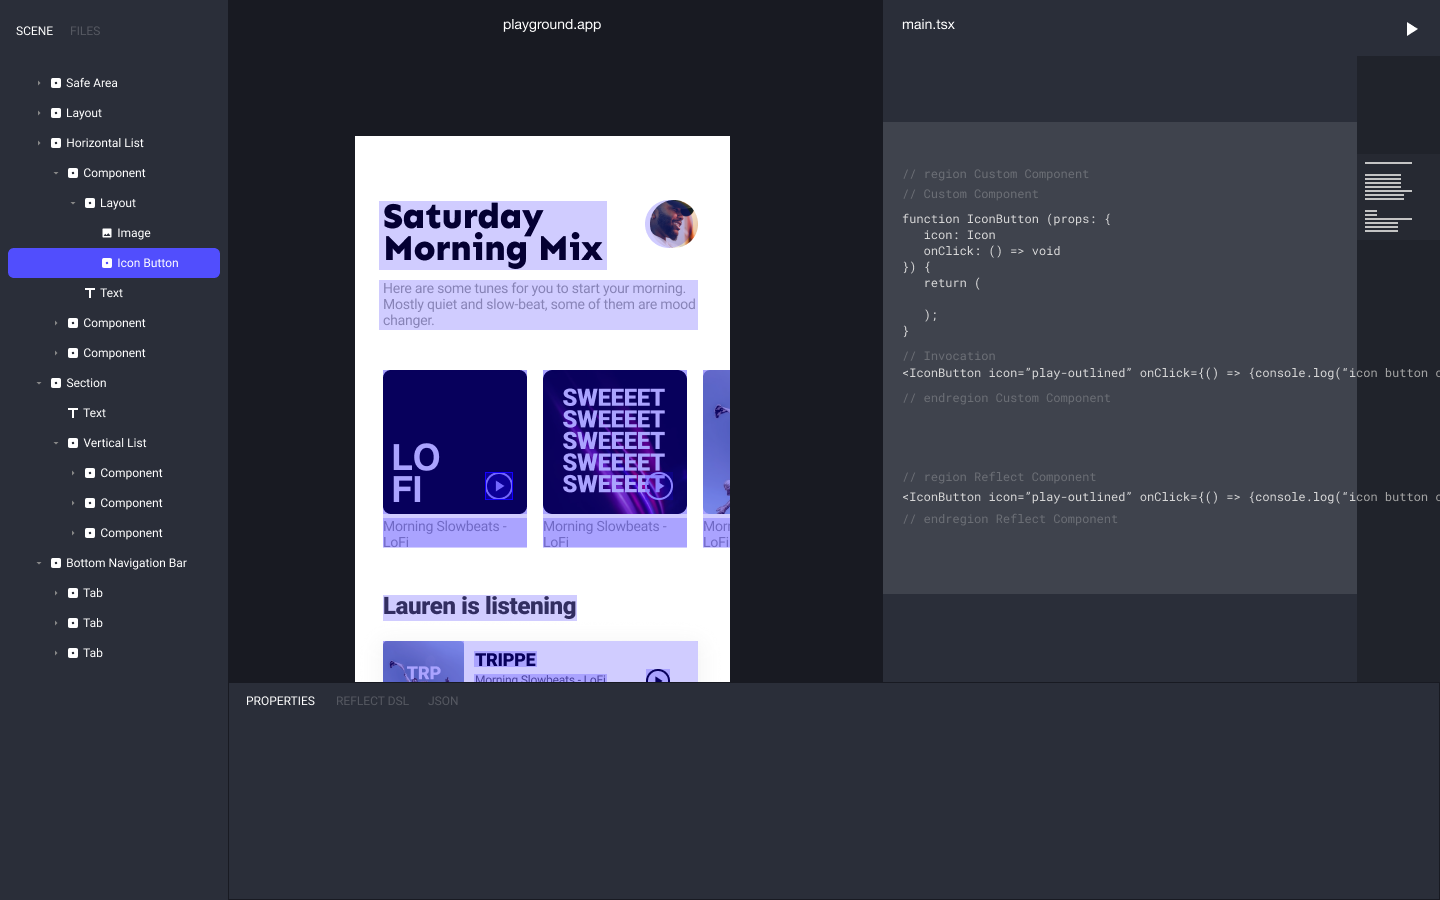 SCENE FILES
Safe Area
Layout
Horizontal List
Component
Layout
Image
Icon Button
Text
Component
Component
Section
Text
Vertical List
Component
Component
Component
Bottom Navigation Bar
Tab
Tab
Tab
playground.app
Saturday
Morning Mix
Here are some tunes for you to start your morning.
Mostly quiet and slow-beat, some of them are mood
changer.
LO
FI
SWEEEET
SWEEEET
SWEEEET
SWEEEET
SWEEEET
Morning Slowbeats -
LoFi
Morning Slowbeats -
LoFi
Morn
LoFi
Lauren is listening
TRP
TRIPPE
Morning Slowbeats - LoFi
main.tsx
// region Custom Component
// Custom Component
function IconButton (props: {
icon: Icon
onClick: () => void
}) {
return (
);
}
// Invocation
<IconButton icon=”play-outlined” onClick={() => {console.log(”icon button c
// endregion Custom Component
// region Reflect Component
<IconButton icon=”play-outlined” onClick={() => {console.log(”icon button c
// endregion Reflect Component
PROPERTIES REFLECT DSL JSON